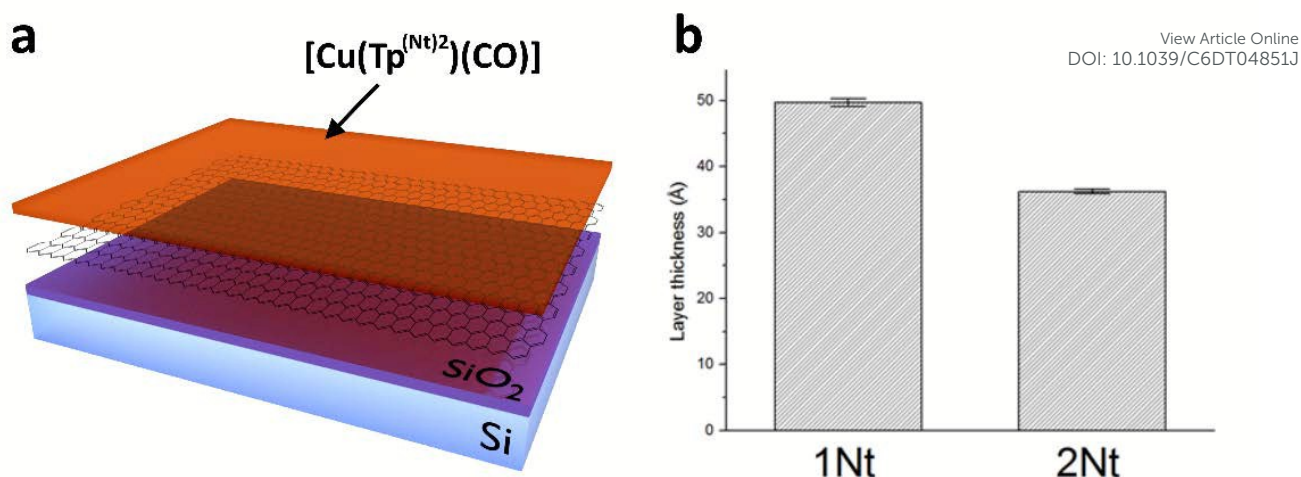 a
[Cu(Tp^(Nt)2)(CO)]
SiO2
Si
b
View Article Online
DOI: 10.1039/C6DT04851J
Layer thickness (Å)
50
40
30
20
10
0
1Nt
2Nt